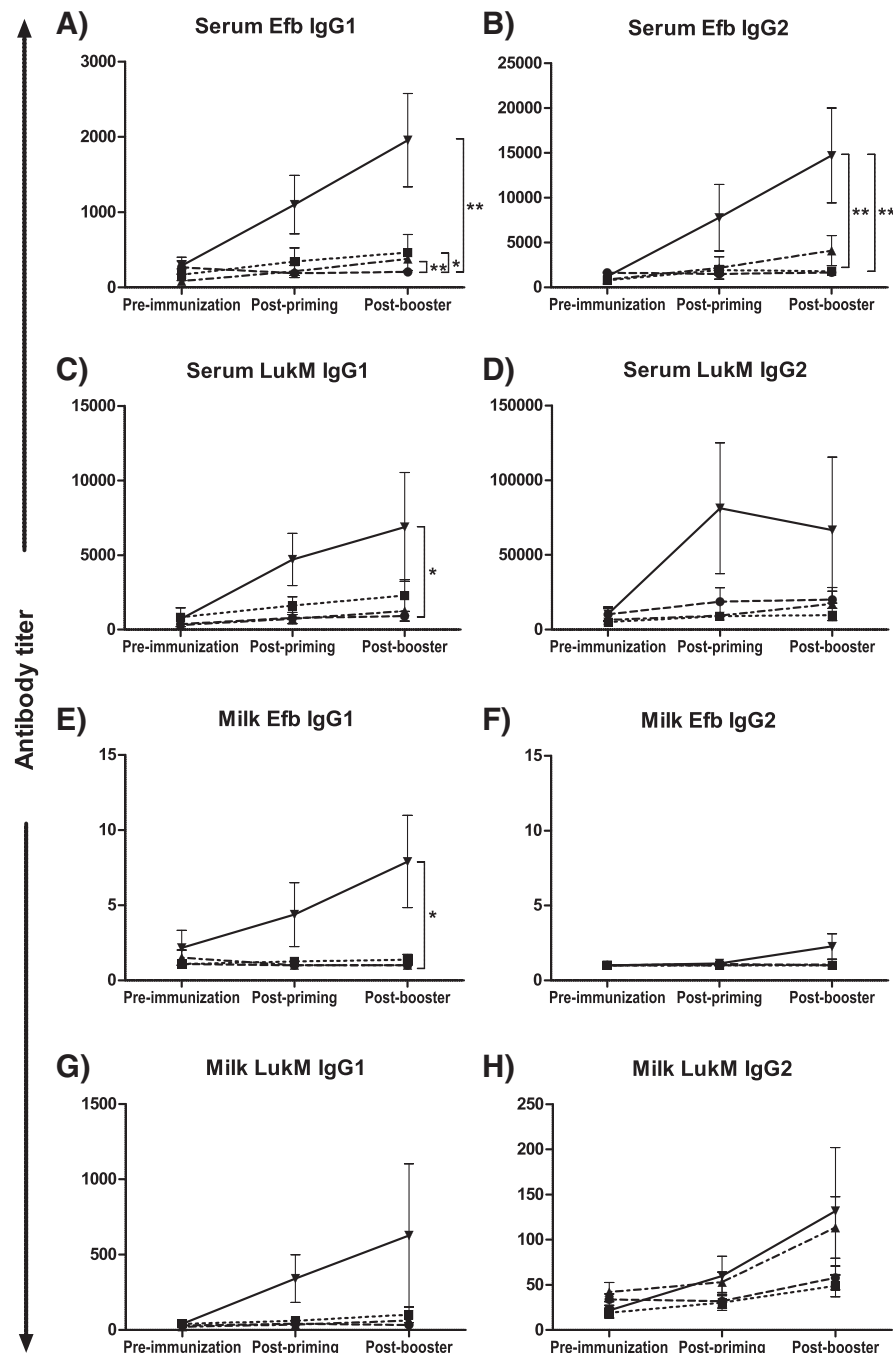 Antibody titer
A) Serum Efb IgG1
3000
2000
1000
0
Pre-immunization Post-priming Post-booster
**
** *
B) Serum Efb IgG2
25000
20000
15000
10000
5000
0
Pre-immunization Post-priming Post-booster
** **
C) Serum LukM IgG1
15000
10000
5000
0
Pre-immunization Post-priming Post-booster
*
D) Serum LukM IgG2
150000
100000
50000
0
Pre-immunization Post-priming Post-booster
E) Milk Efb IgG1
15
10
5
0
Pre-immunization Post-priming Post-booster
*
F) Milk Efb IgG2
15
10
5
0
Pre-immunization Post-priming Post-booster
G) Milk LukM IgG1
1500
1000
500
0
Pre-immunization Post-priming Post-booster
H) Milk LukM IgG2
250
200
150
100
50
0
Pre-immunization Post-priming Post-booster